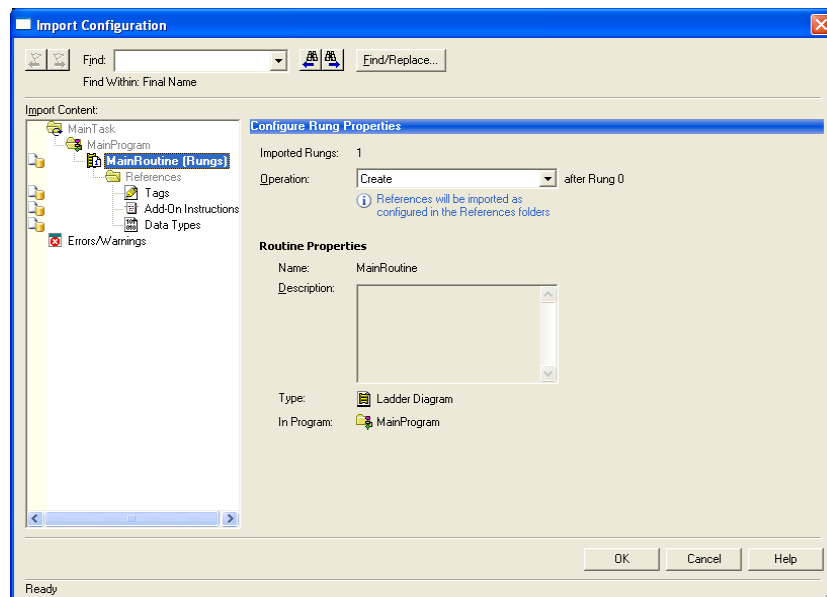 Import Configuration
Find:
Find/Replace...
Find Within: Final Name
Import Content:
MainTask
MainProgram
MainRoutine (Rungs)
References
Tags
Add-On Instructions
Data Types
Errors/Warnings
Configure Rung Properties
Imported Rungs: 1
Operation: Create after Rung 0
References will be imported as
configured in the References folders
Routine Properties
Name: MainRoutine
Description:
Type: Ladder Diagram
In Program: MainProgram
OK Cancel Help
Ready